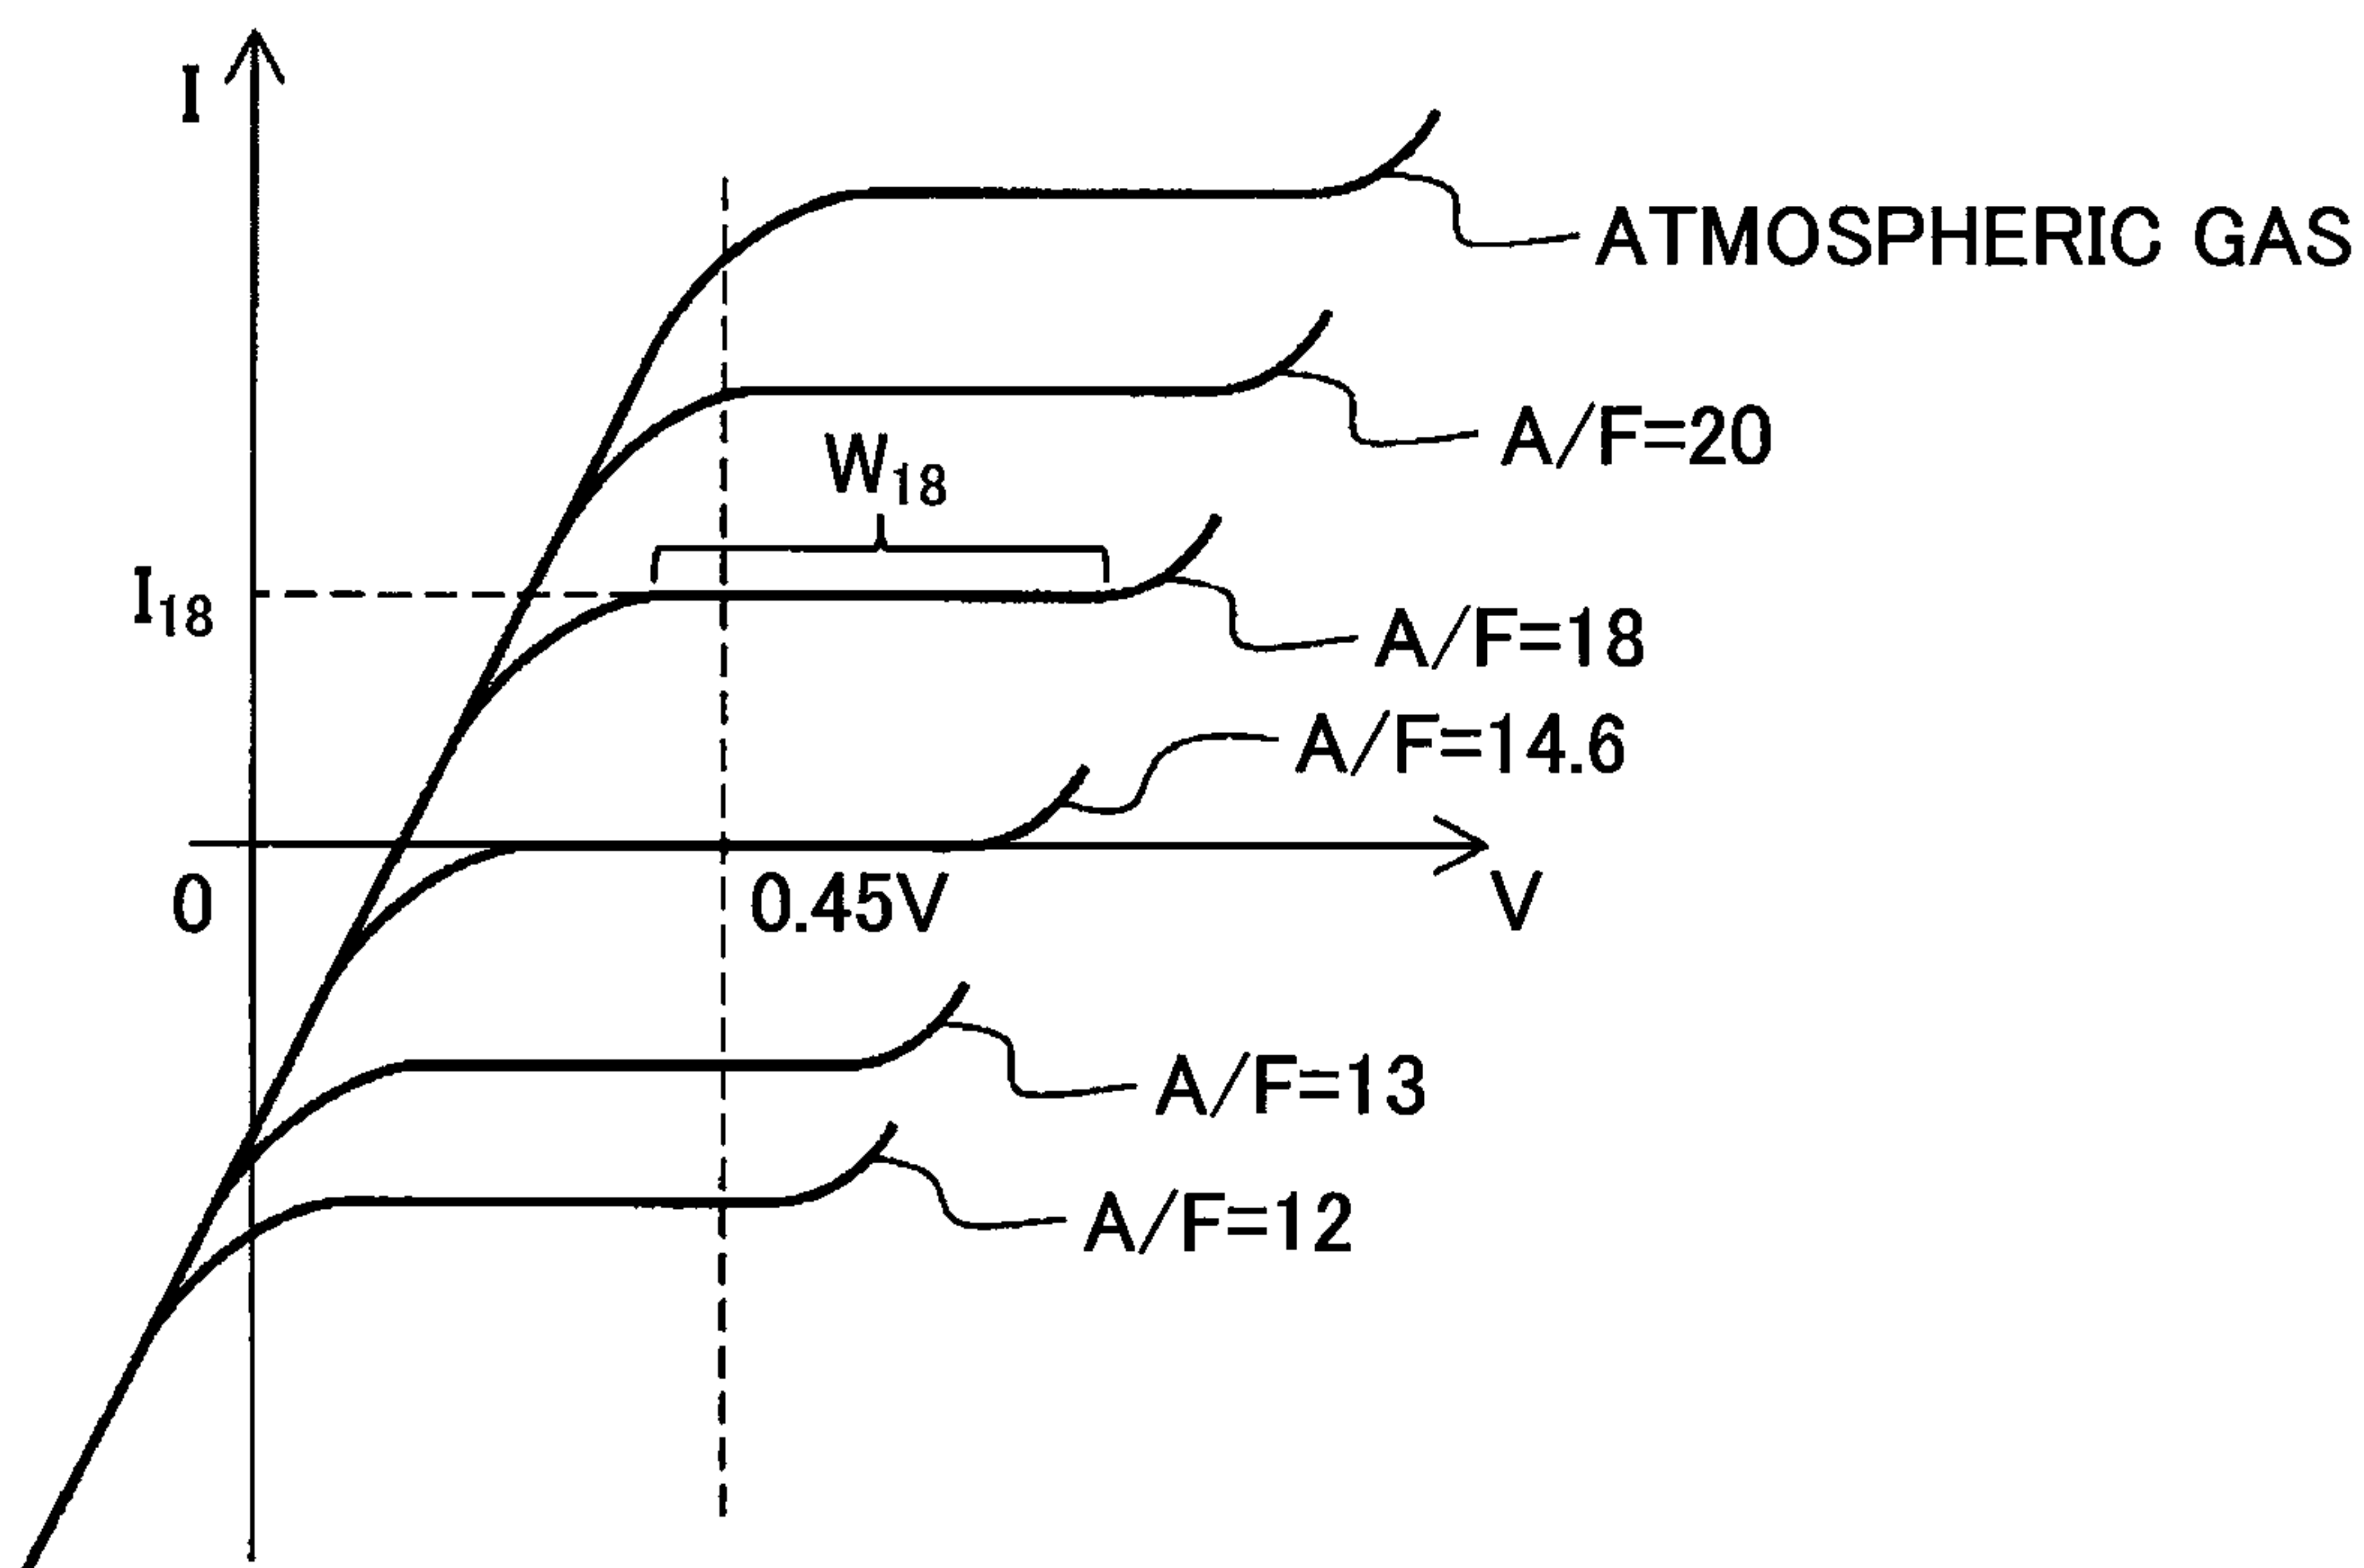 I
ATMOSPHERIC GAS
A/F=20
W18
I18
A/F=18
A/F=14.6
0
0.45V
V
A/F=13
A/F=12